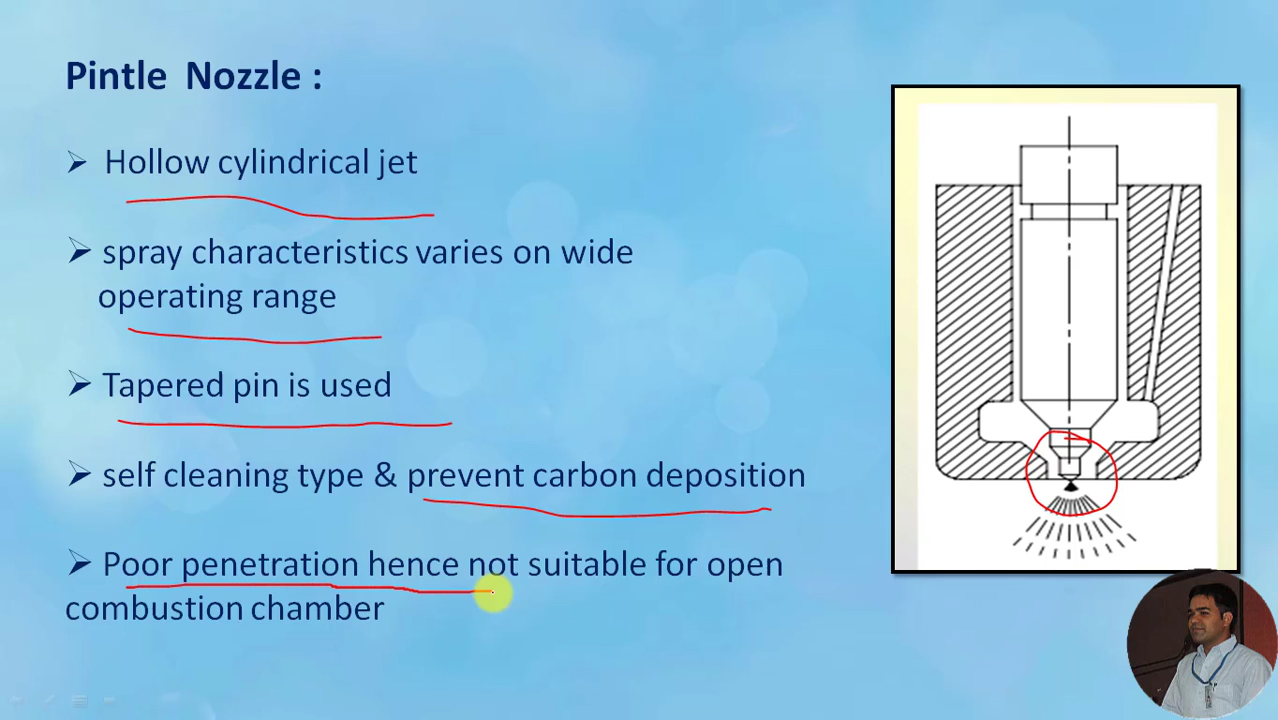 Pintle Nozzle :
➢ Hollow cylindrical jet
➢ spray characteristics varies on wide
operating range
➢ Tapered pin is used
➢ self cleaning type & prevent carbon deposition
➢ Poor penetration hence not suitable for open
combustion chamber